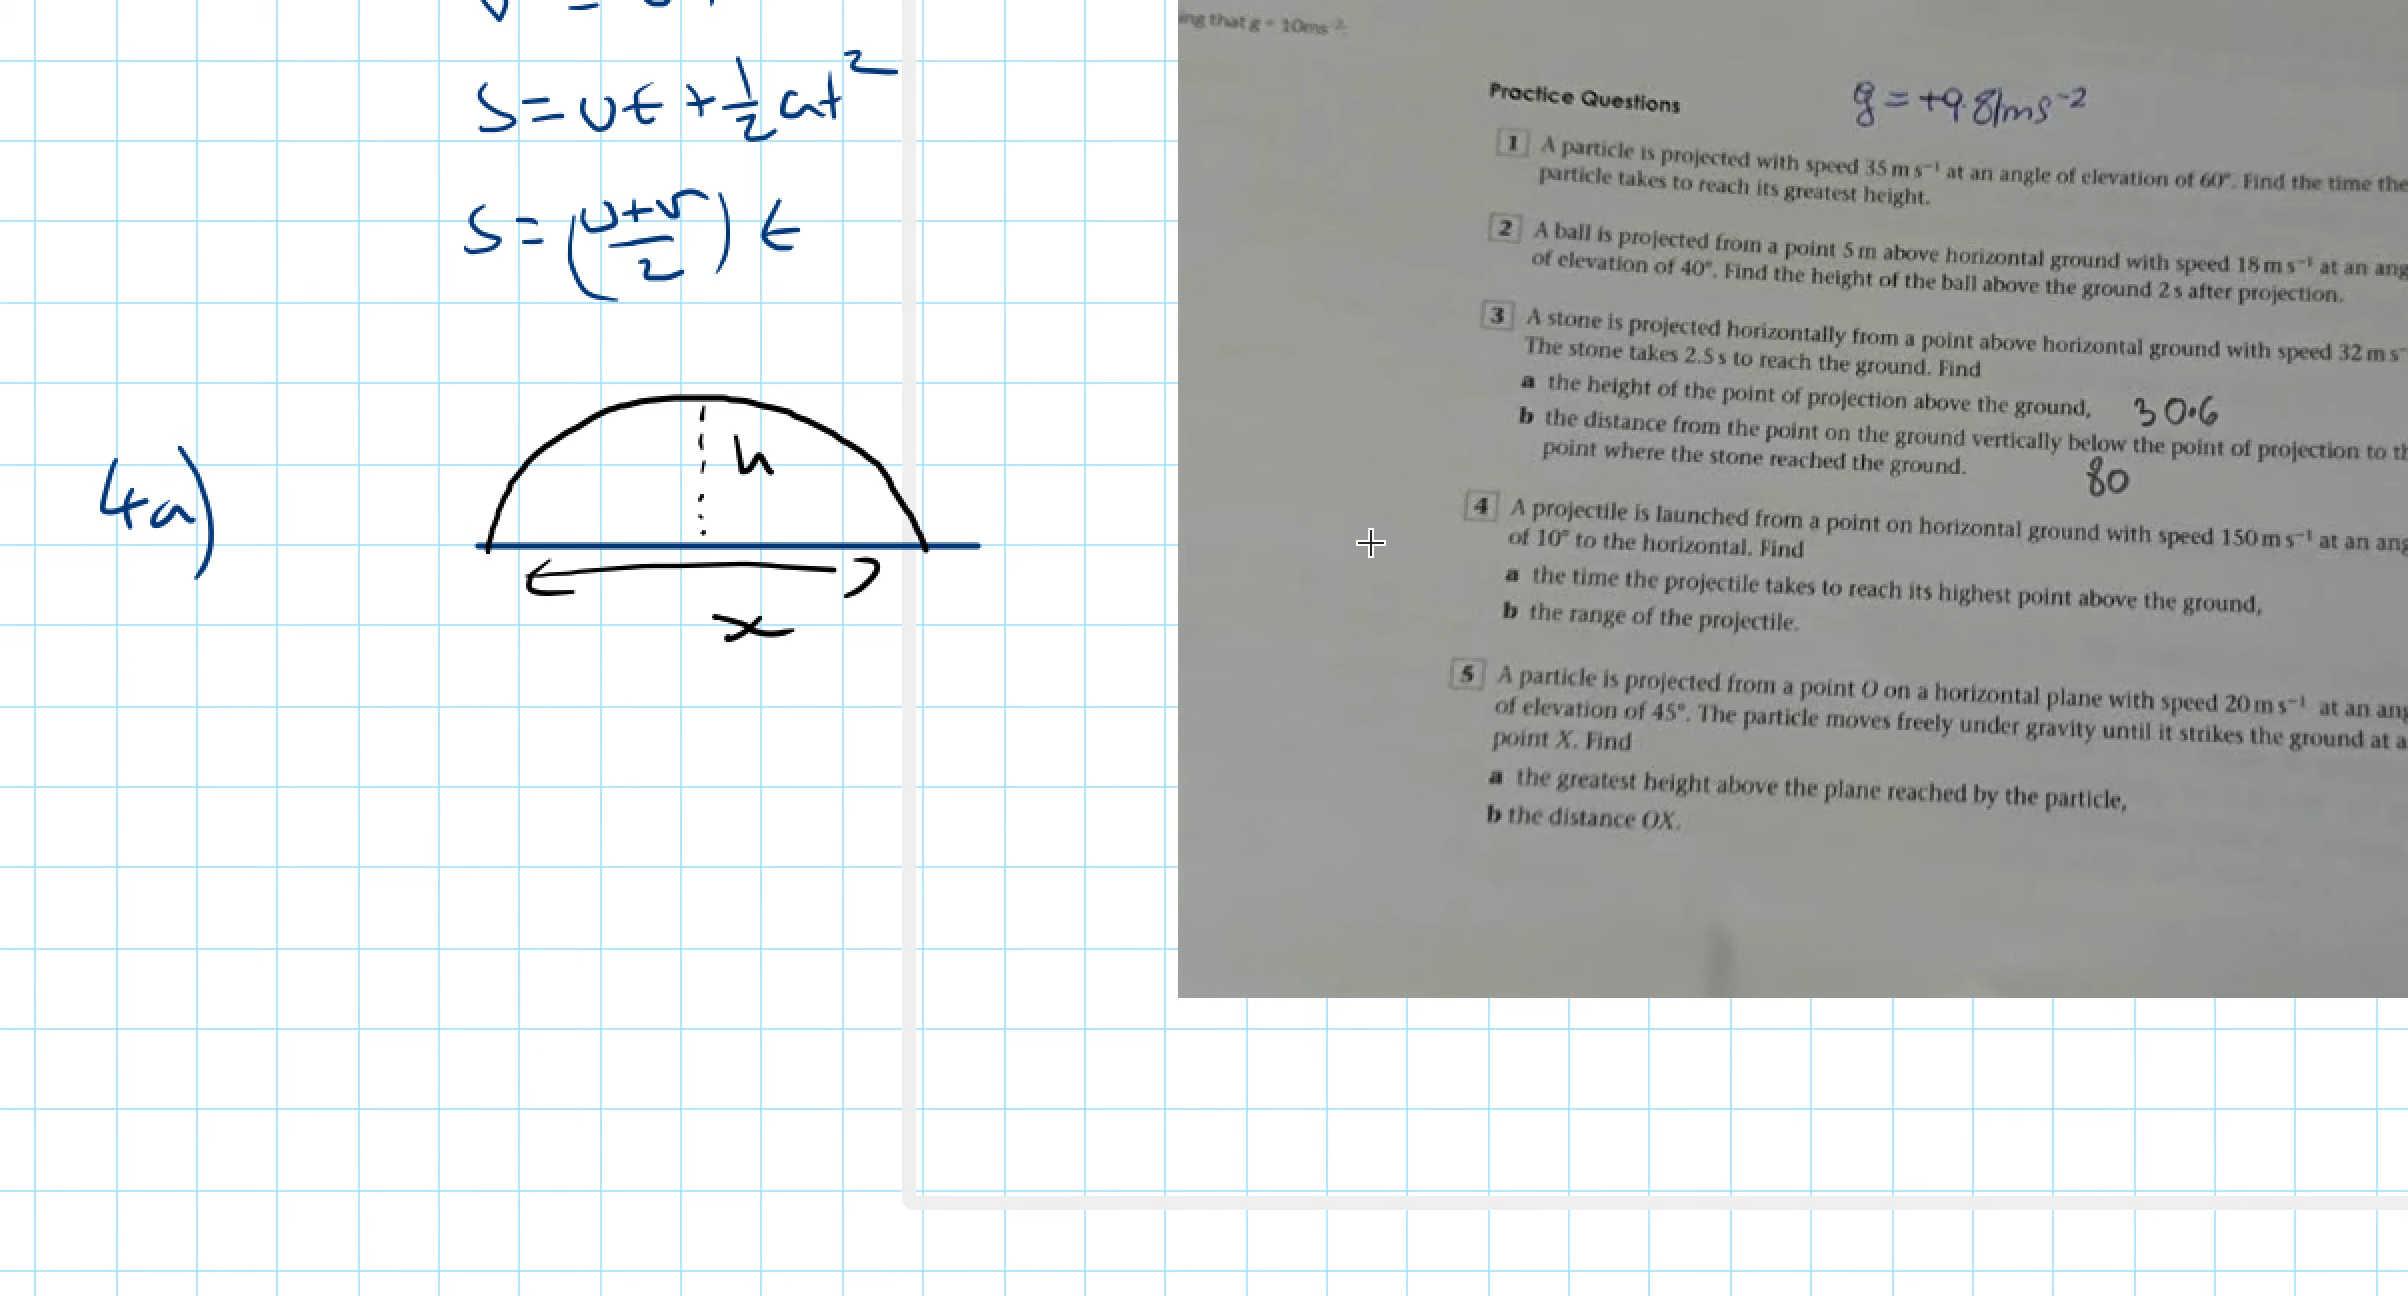 S=ut+½at²
S=(u+v/2)t
4a)
h
x
ing that g = 10ms⁻².
Practice Questions
g=+9.81ms⁻²
1 A particle is projected with speed 35 m s⁻¹ at an angle of elevation of 60°. Find the time the
particle takes to reach its greatest height.
2 A ball is projected from a point 5 m above horizontal ground with speed 18 m s⁻¹ at an
of elevation of 40°. Find the height of the ball above the ground 2 s after projection.
3 A stone is projected horizontally from a point above horizontal ground with speed 32 m s⁻
The stone takes 2.5 s to reach the ground. Find
a the height of the point of projection above the ground, 30.6
b the distance from the point on the ground vertically below the point of projection to
point where the stone reached the ground. 80
4 A projectile is launched from a point on horizontal ground with speed 150 m s⁻¹ at an
of 10° to the horizontal. Find
a the time the projectile takes to reach its highest point above the ground,
b the range of the projectile.
5 A particle is projected from a point O on a horizontal plane with speed 20 m s⁻¹ at an
of elevation of 45°. The particle moves freely under gravity until it strikes the ground at a
point X. Find
a the greatest height above the plane reached by the particle,
b the distance OX.